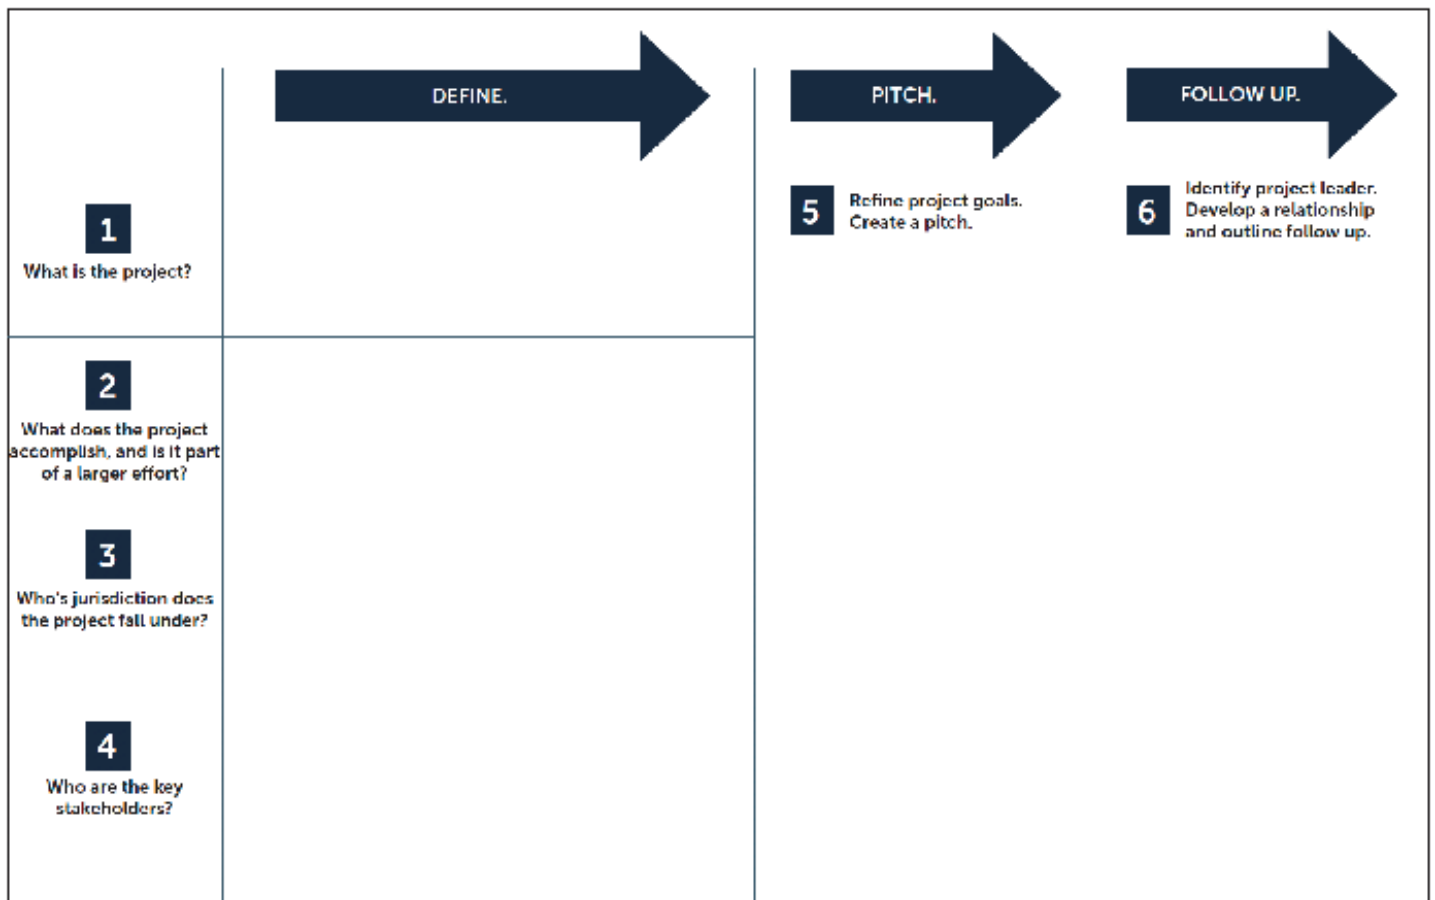 DEFINE.
PITCH.
FOLLOW UP.
1
What is the project?
2
What does the project
accomplish, and is it part
of a larger effort?
3
Who's jurisdiction does
the project fall under?
4
Who are the key
stakeholders?
5
Refine project goals.
Create a pitch.
6
Identify project leader.
Develop a relationship
and outline follow up.